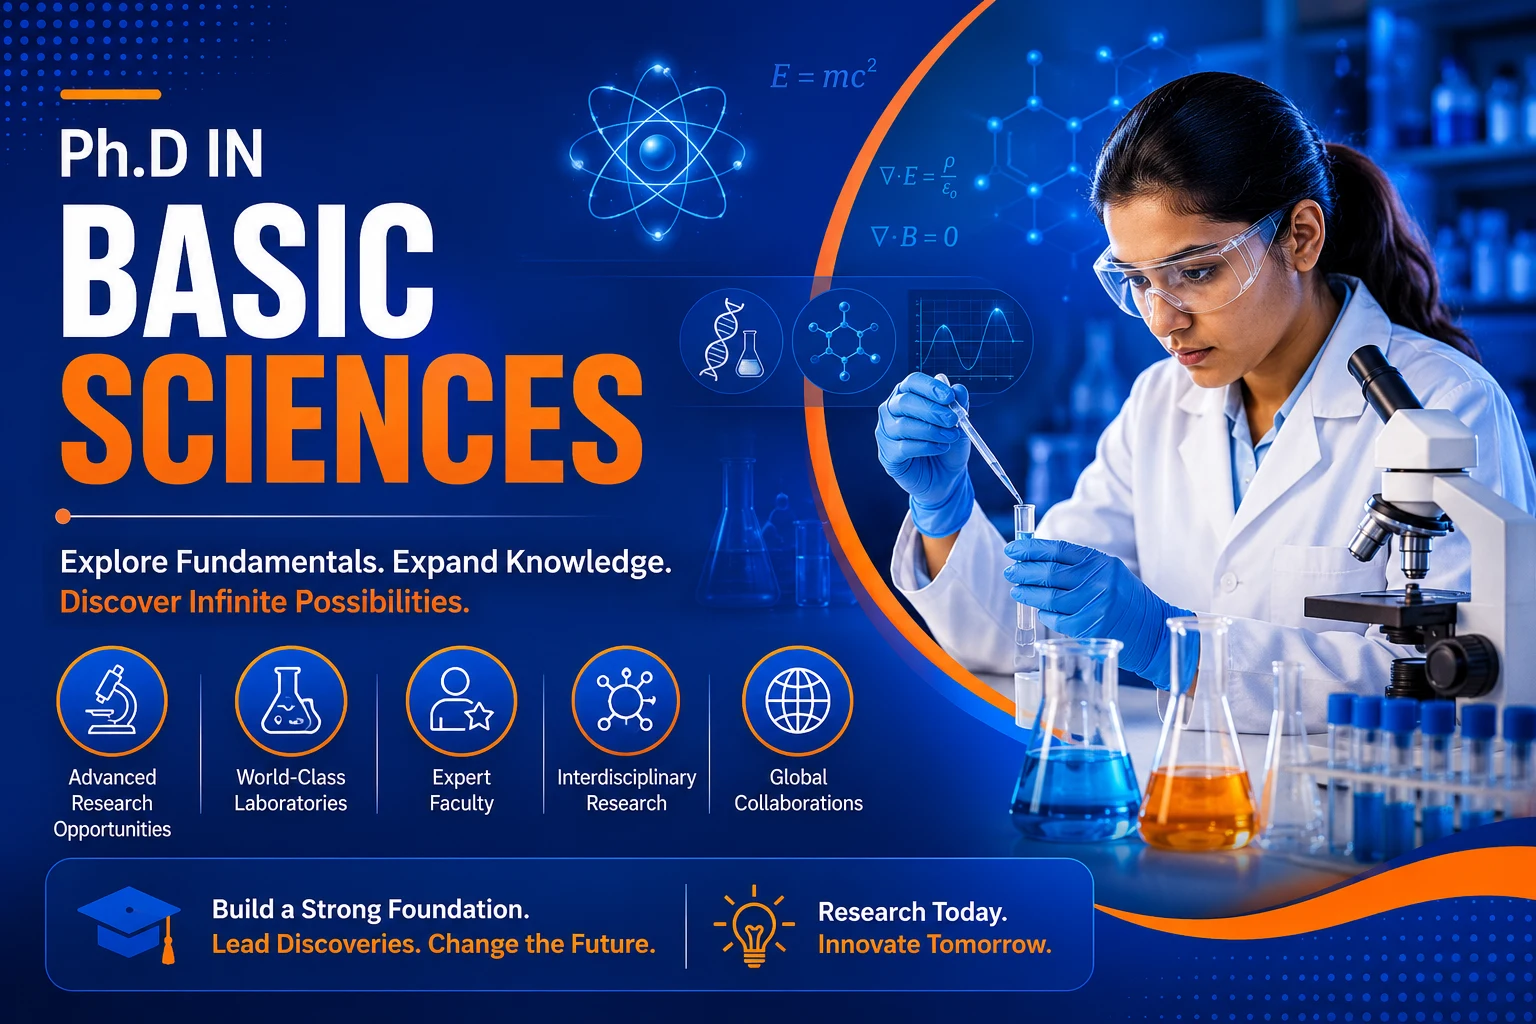 Ph.D IN
BASIC
SCIENCES
Explore Fundamentals. Expand Knowledge.
Discover Infinite Possibilities.
E = mc²
∇·E = ρ/ε₀
∇·B = 0
Advanced
Research
Opportunities
World-Class
Laboratories
Expert
Faculty
Interdisciplinary
Research
Global
Collaborations
Build a Strong Foundation.
Lead Discoveries. Change the Future.
Research Today.
Innovate Tomorrow.